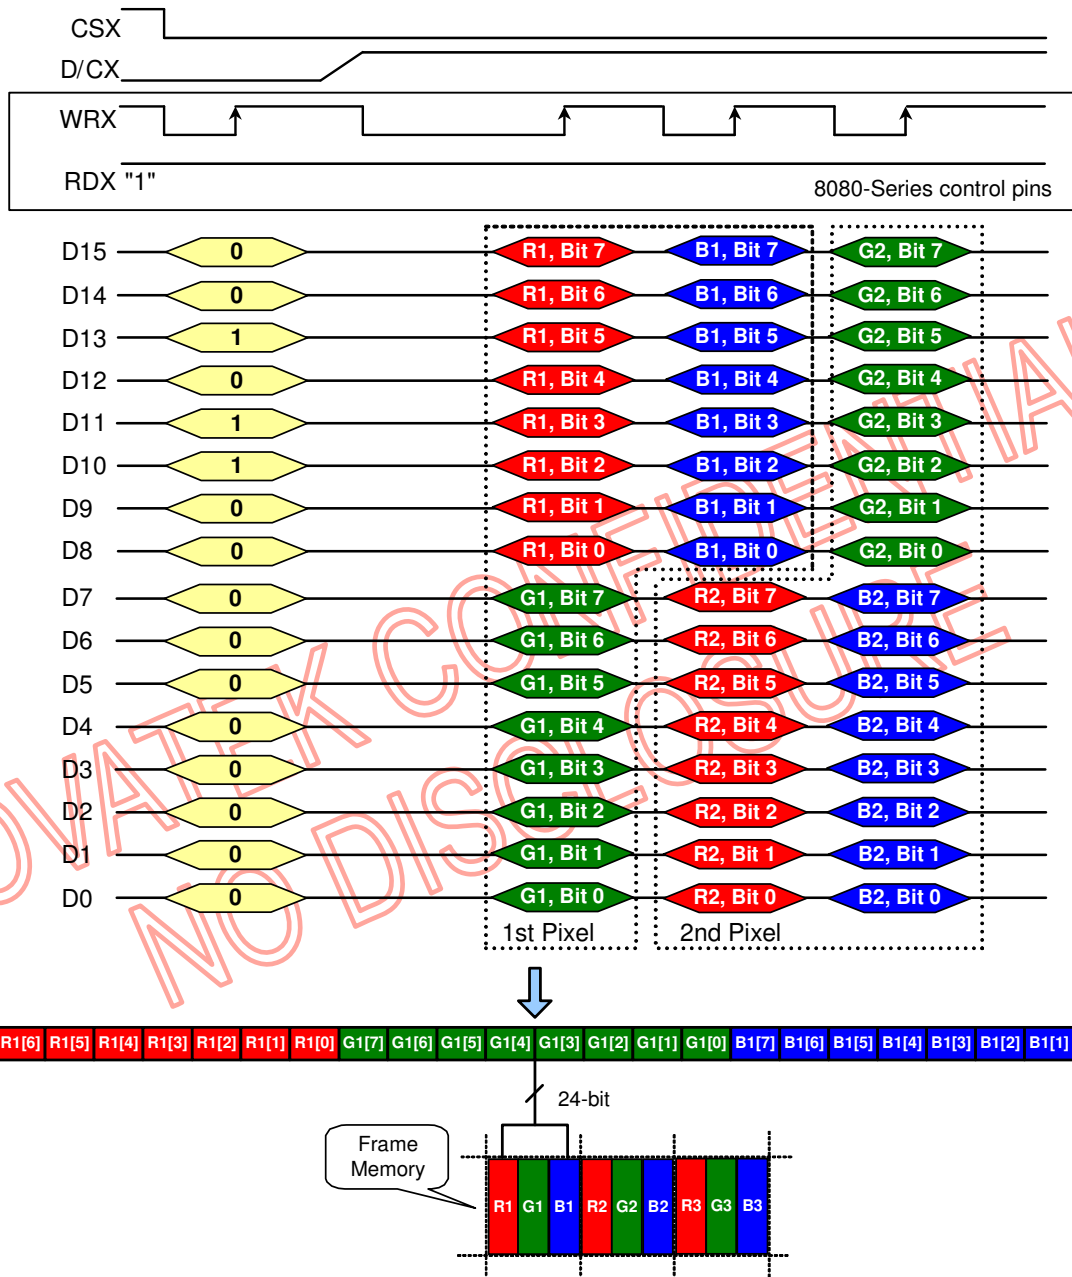 CSX
D/CX
WRX
RDX "1"
8080-Series control pins
D15 0 R1, Bit 7 B1, Bit 7 G2, Bit 7
D14 0 R1, Bit 6 B1, Bit 6 G2, Bit 6
D13 1 R1, Bit 5 B1, Bit 5 G2, Bit 5
D12 0 R1, Bit 4 B1, Bit 4 G2, Bit 4
D11 1 R1, Bit 3 B1, Bit 3 G2, Bit 3
D10 1 R1, Bit 2 B1, Bit 2 G2, Bit 2
D9 0 R1, Bit 1 B1, Bit 1 G2, Bit 1
D8 0 R1, Bit 0 B1, Bit 0 G2, Bit 0
D7 0 G1, Bit 7 R2, Bit 7 B2, Bit 7
D6 0 G1, Bit 6 R2, Bit 6 B2, Bit 6
D5 0 G1, Bit 5 R2, Bit 5 B2, Bit 5
D4 0 G1, Bit 4 R2, Bit 4 B2, Bit 4
D3 0 G1, Bit 3 R2, Bit 3 B2, Bit 3
D2 0 G1, Bit 2 R2, Bit 2 B2, Bit 2
D1 0 G1, Bit 1 R2, Bit 1 B2, Bit 1
D0 0 G1, Bit 0 R2, Bit 0 B2, Bit 0
1st Pixel 2nd Pixel
OVATEK CONFIDENTIAL
NO DISCLOSURE
R1[6] R1[5] R1[4] R1[3] R1[2] R1[1] R1[0] G1[7] G1[6] G1[5] G1[4] G1[3] G1[2] G1[1] G1[0] B1[7] B1[6] B1[5] B1[4] B1[3] B1[2] B1[1]
24-bit
Frame
Memory
R1 G1 B1 R2 G2 B2 R3 G3 B3